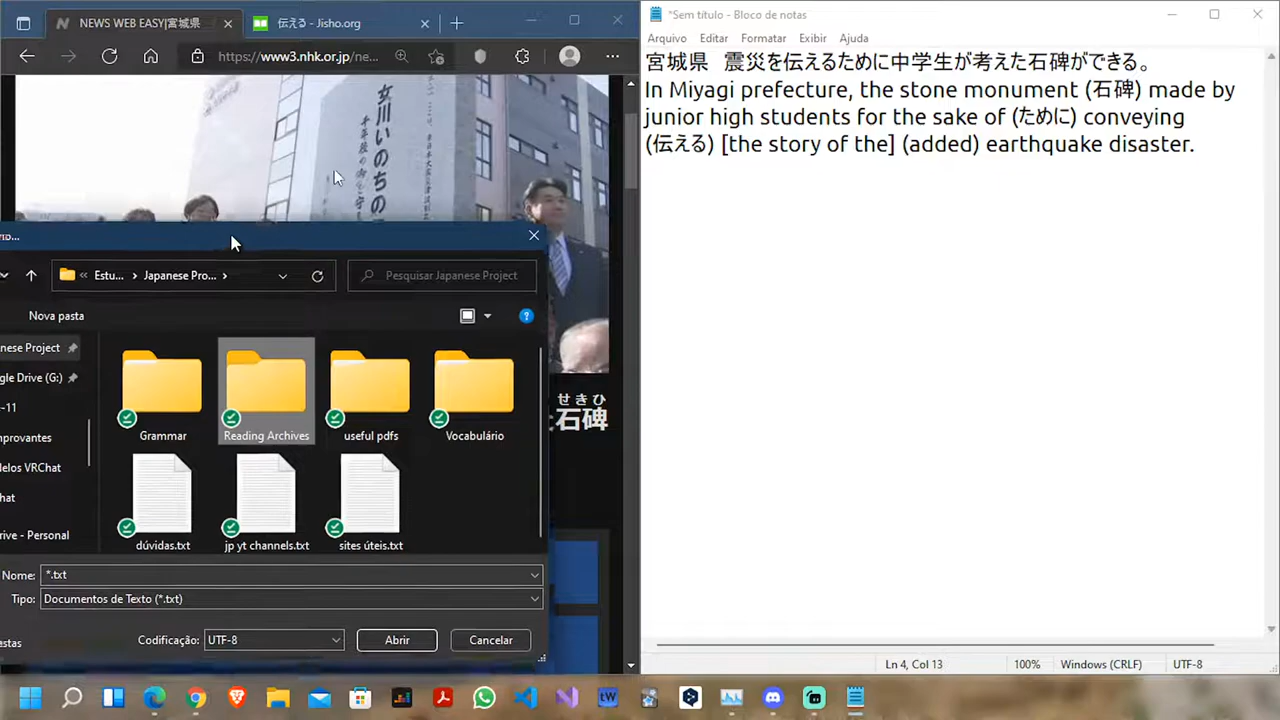 NEWS WEB EASY|宮城県
伝える - Jisho.org
https://www3.nhk.or.jp/ne...
女川いのちの
Estu... Japanese Pro...
Pesquisar Japanese Project
Nova pasta
nese Project
gle Drive (G:)
-11
mprovantes
delos VRChat
hat
rive - Personal
Grammar
Reading Archives
useful pdfs
Vocabulário
dúvidas.txt
jp yt channels.txt
sites úteis.txt
Nome: *.txt
Tipo: Documentos de Texto (*.txt)
astas
Codificação: UTF-8
Abrir
Cancelar
せきひ
石碑
*Sem título - Bloco de notas
Arquivo Editar Formatar Exibir Ajuda
宮城県 震災を伝えるために中学生が考えた石碑ができる。
In Miyagi prefecture, the stone monument (石碑) made by
junior high students for the sake of (ために) conveying
(伝える) [the story of the] (added) earthquake disaster.
Ln 4, Col 13
100%
Windows (CRLF)
UTF-8
tW